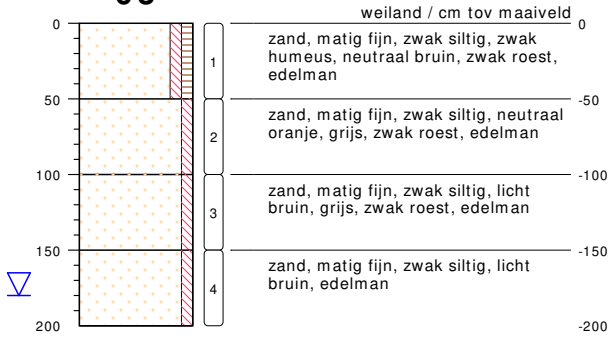 weiland / cm tov maaiveld
0
0
zand, matig fijn, zwak siltig, zwak
humeus, neutraal bruin, zwak roest,
edelman
1
50
-50
zand, matig fijn, zwak siltig, neutraal
oranje, grijs, zwak roest, edelman
2
100
-100
zand, matig fijn, zwak siltig, licht
bruin, grijs, zwak roest, edelman
3
150
-150
zand, matig fijn, zwak siltig, licht
bruin, edelman
4
200
-200